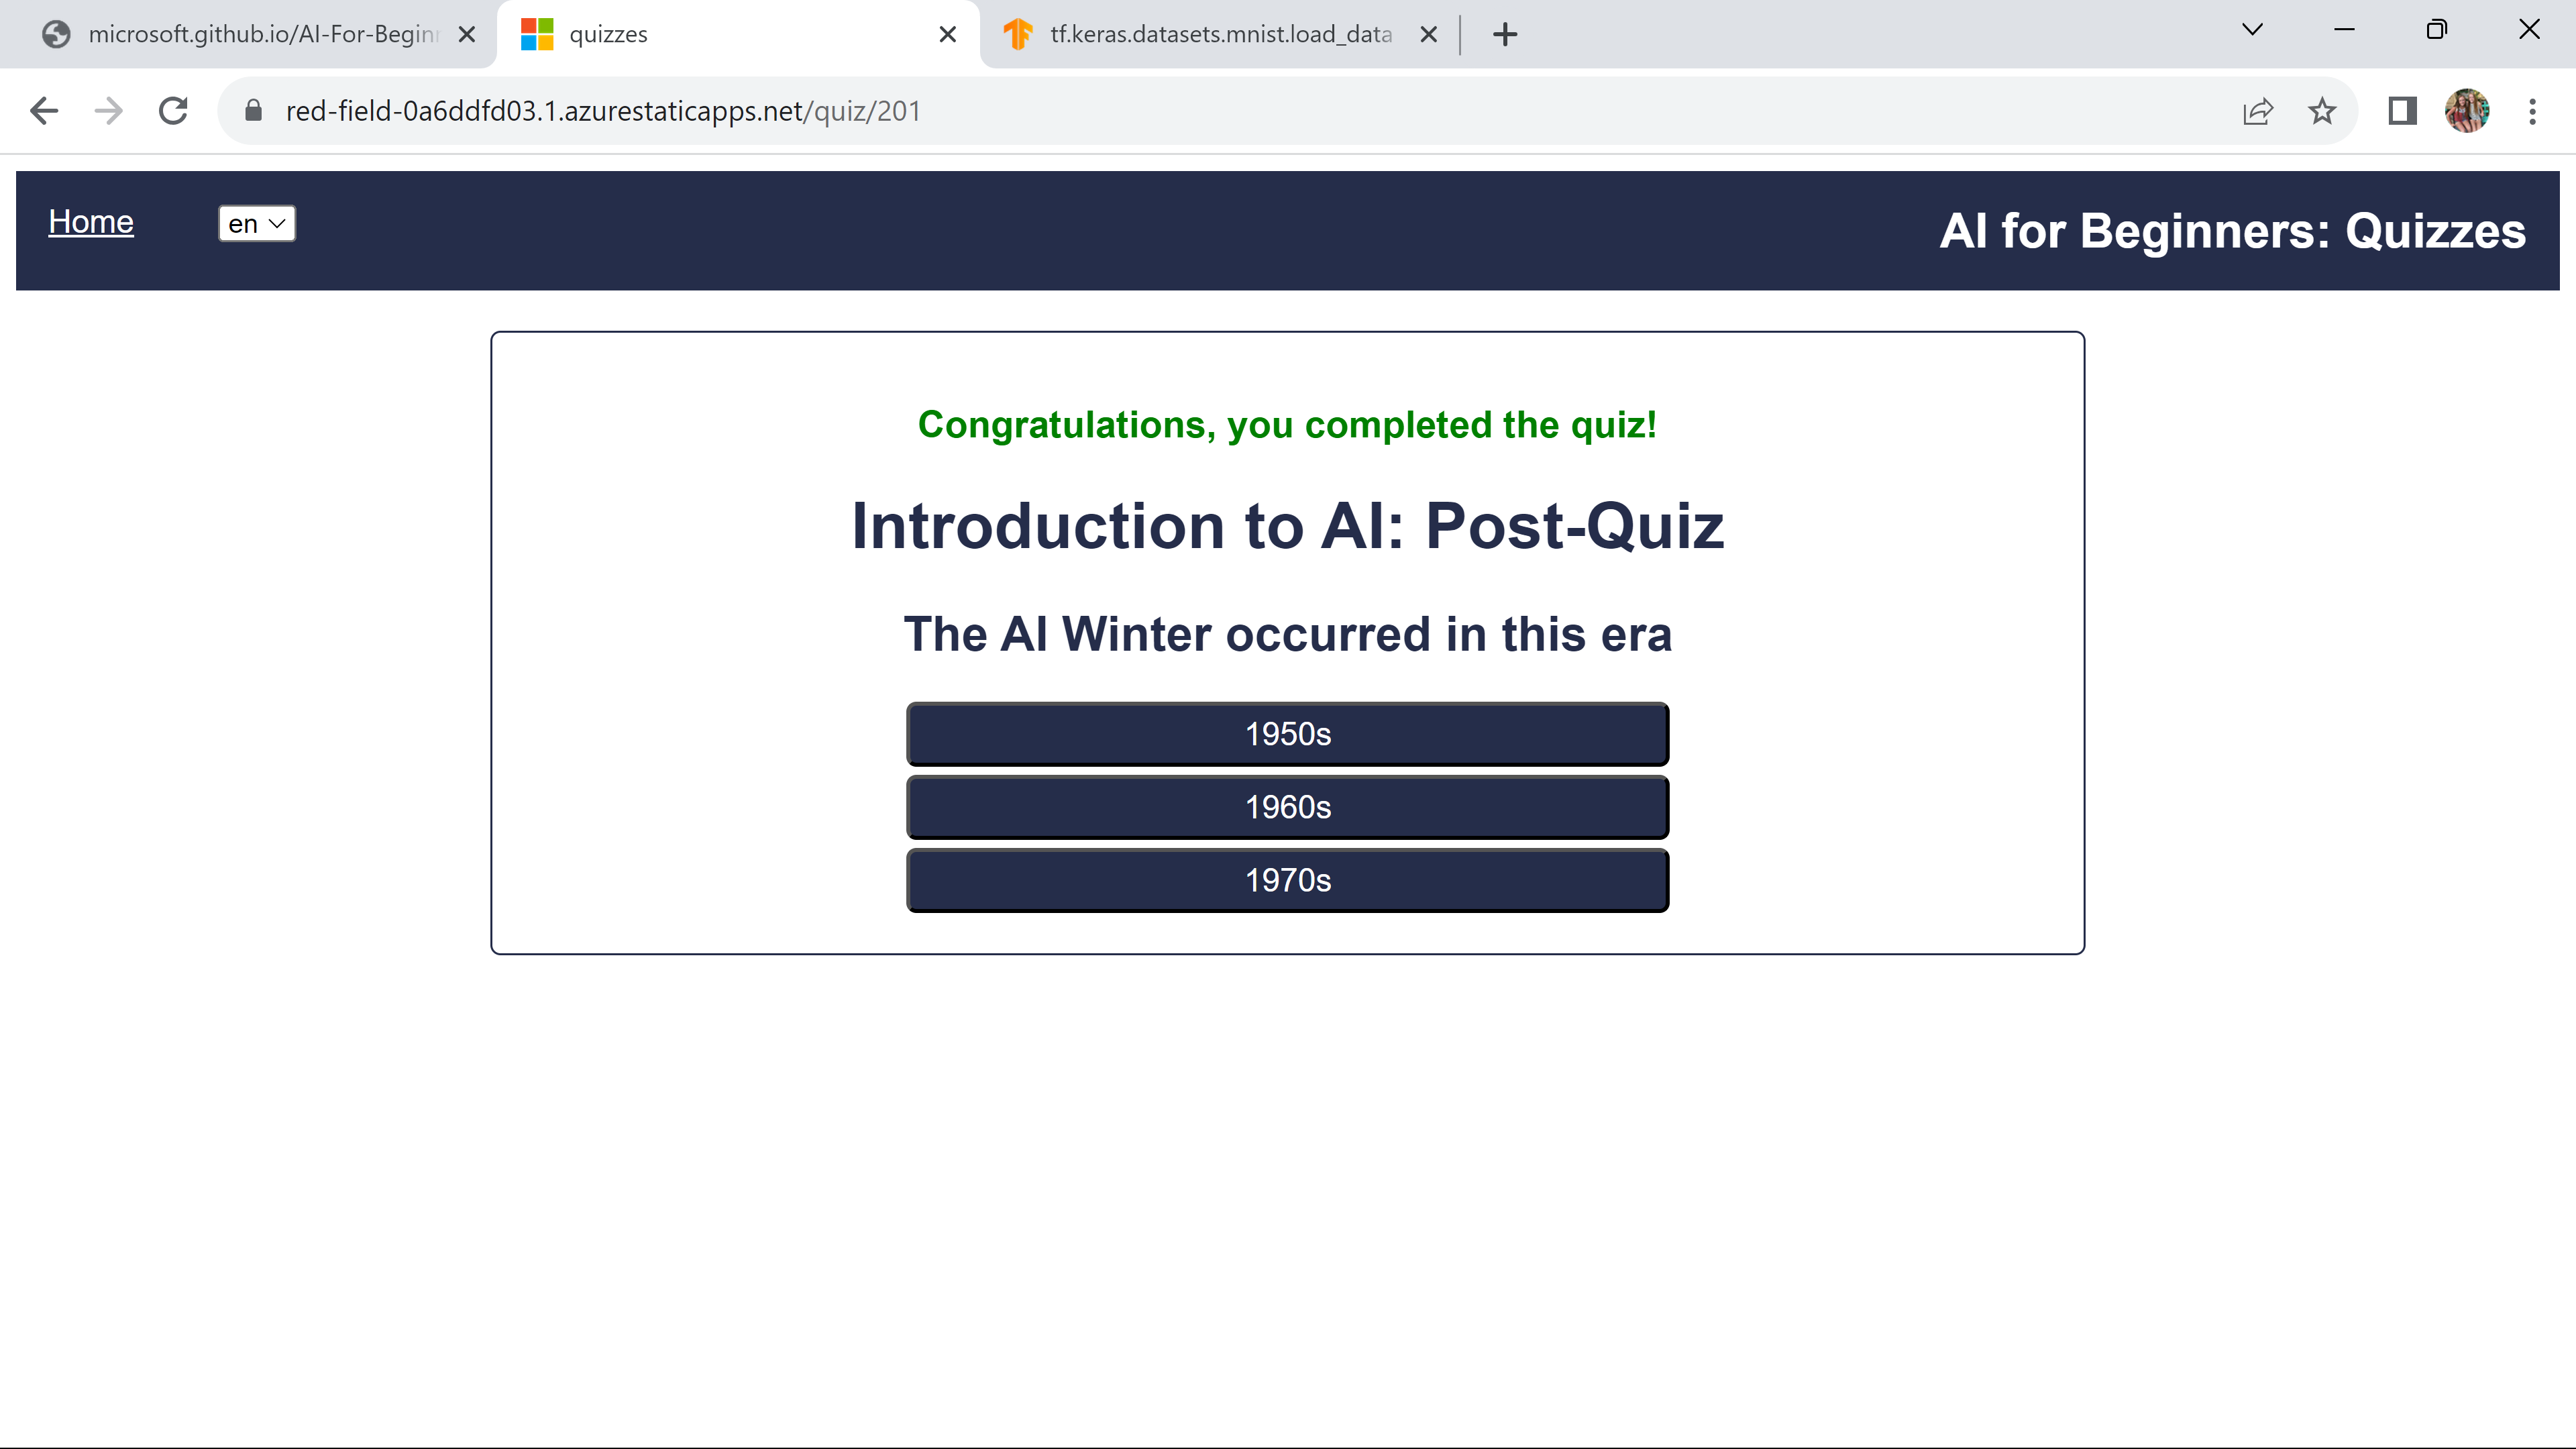 microsoft.github.io/AI-For-Beginn
quizzes
tf.keras.datasets.mnist.load_data
red-field-0a6ddfd03.1.azurestaticapps.net/quiz/201
Home
en
AI for Beginners: Quizzes
Congratulations, you completed the quiz!
Introduction to AI: Post-Quiz
The AI Winter occurred in this era
1950s
1960s
1970s